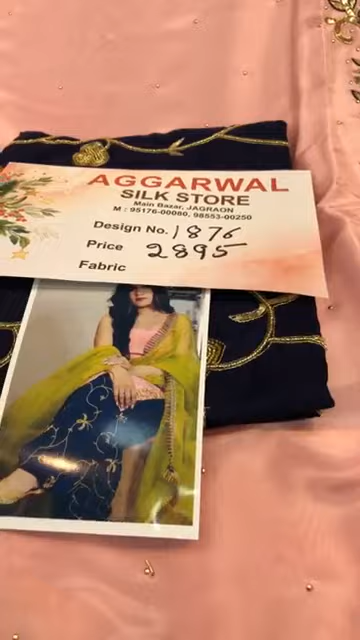 AGGARWAL
SILK STORE
Main Bazar, JAGRAON
M : 95176-00080, 98553-00250
Design No. 1876
Price 2895
Fabric